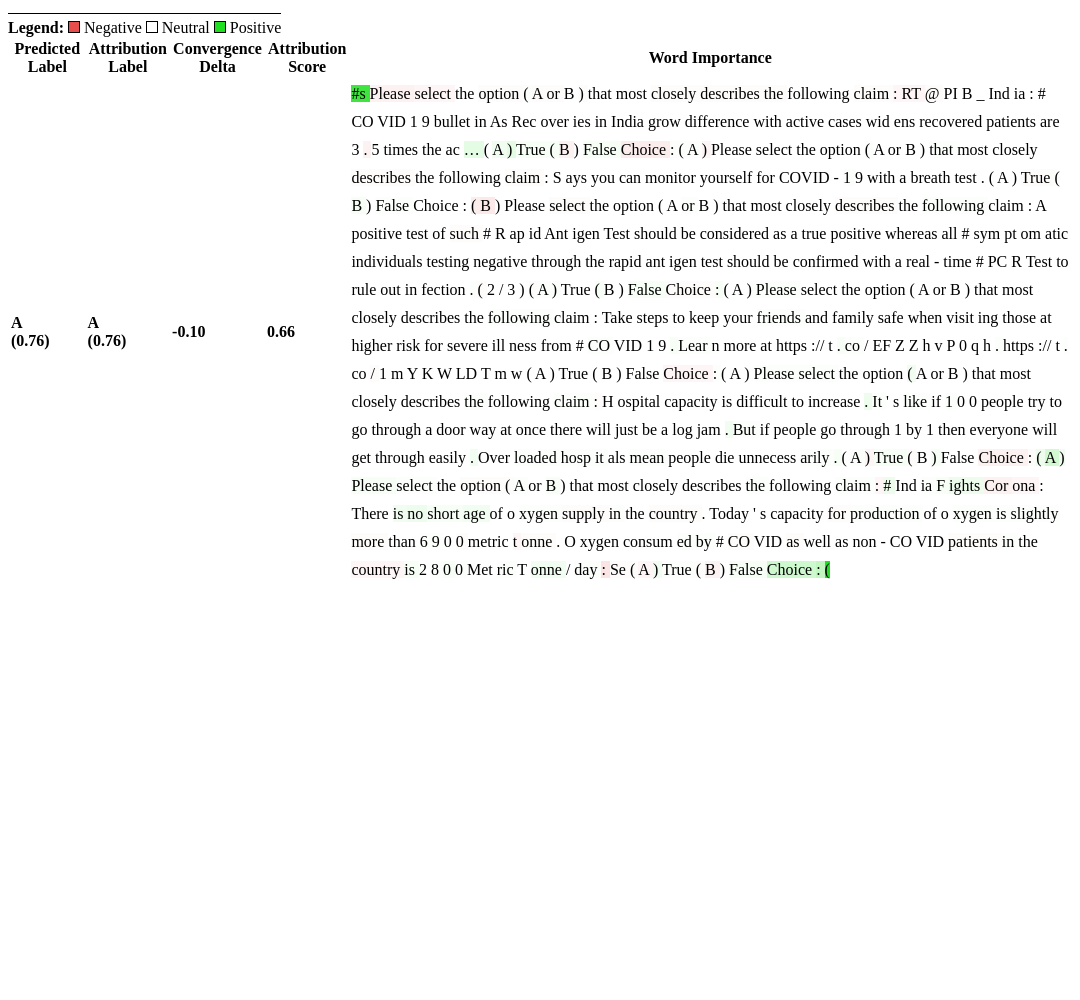 Legend: Negative Neutral Positive
Predicted Label Attribution Label Convergence Delta Attribution Score Word Importance
A (0.76) A (0.76) -0.10 0.66
#s Please select the option ( A or B ) that most closely describes the following claim : RT @ PI B _ Ind ia : #
CO VID 1 9 bullet in As Rec over ies in India grow difference with active cases wid ens recovered patients are
3 . 5 times the ac … ( A ) True ( B ) False Choice : ( A ) Please select the option ( A or B ) that most closely
describes the following claim : S ays you can monitor yourself for COVID - 1 9 with a breath test . ( A ) True (
B ) False Choice : ( B ) Please select the option ( A or B ) that most closely describes the following claim : A
positive test of such # R ap id Ant igen Test should be considered as a true positive whereas all # sym pt om atic
individuals testing negative through the rapid ant igen test should be confirmed with a real - time # PC R Test to
rule out in fection . ( 2 / 3 ) ( A ) True ( B ) False Choice : ( A ) Please select the option ( A or B ) that most
closely describes the following claim : Take steps to keep your friends and family safe when visit ing those at
higher risk for severe ill ness from # CO VID 1 9 . Lear n more at https :// t . co / EF Z Z h v P 0 q h . https :// t .
co / 1 m Y K W LD T m w ( A ) True ( B ) False Choice : ( A ) Please select the option ( A or B ) that most
closely describes the following claim : H ospital capacity is difficult to increase . It ' s like if 1 0 0 people try to
go through a door way at once there will just be a log jam . But if people go through 1 by 1 then everyone will
get through easily . Over loaded hosp it als mean people die unnecess arily . ( A ) True ( B ) False Choice : ( A )
Please select the option ( A or B ) that most closely describes the following claim : # Ind ia F ights Cor ona :
There is no short age of o xygen supply in the country . Today ' s capacity for production of o xygen is slightly
more than 6 9 0 0 metric t onne . O xygen consum ed by # CO VID as well as non - CO VID patients in the
country is 2 8 0 0 Met ric T onne / day : Se ( A ) True ( B ) False Choice : (